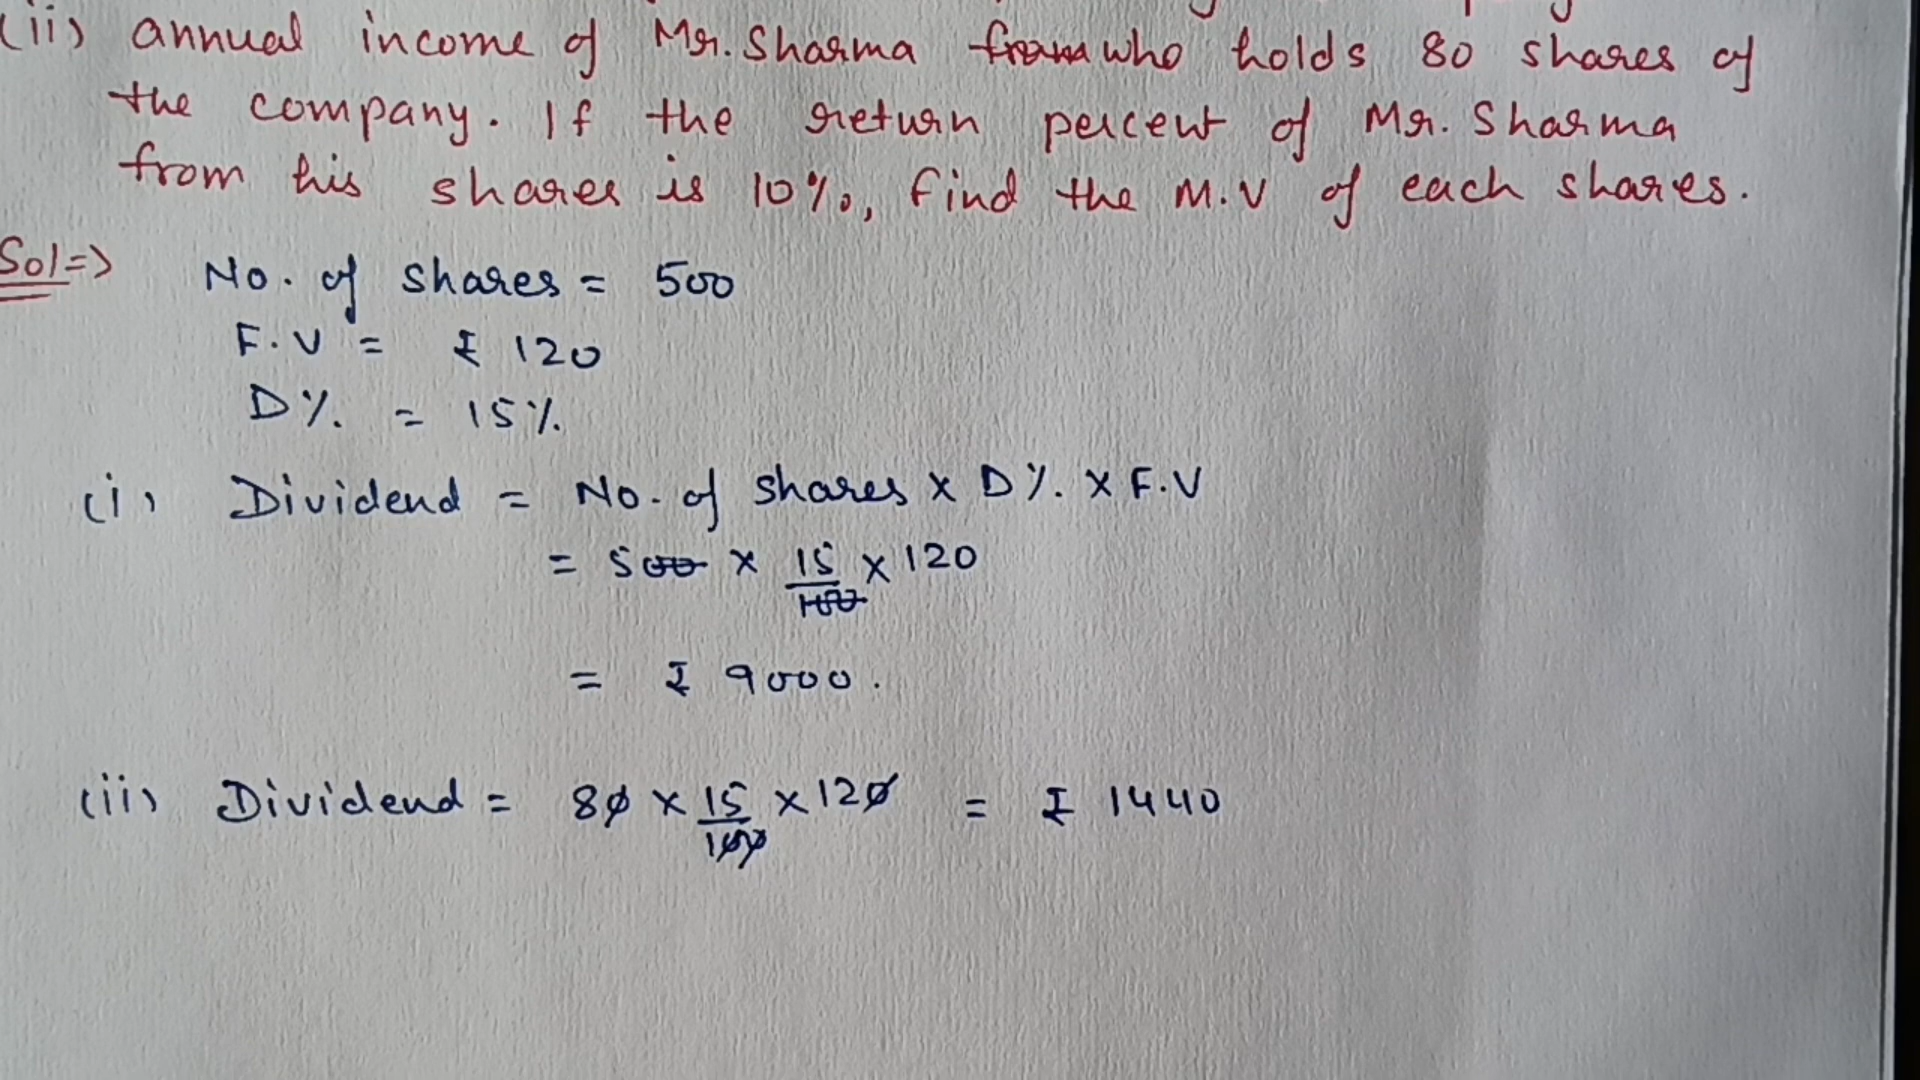 (ii) annual income of Mr. Sharma from who holds 80 shares of
the company. If the return percent of Mr. Sharma
from his shares is 10%, find the M.V of each shares.
Sol=>
No. of shares = 500
F.V = ₹ 120
D% = 15%
(i) Dividend = No. of shares x D% x F.V
= 500 x 15/100 x 120
= ₹ 9000.
(ii) Dividend = 80 x 15/100 x 120 = ₹ 1440